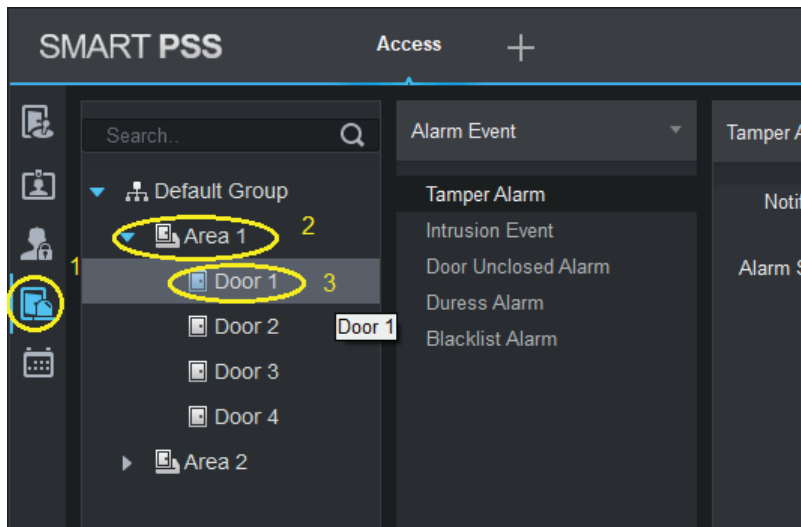 SMART PSS
Access
Search..
Default Group
Area 1
2
1
Door 1
3
Door 2
Door 1
Door 3
Door 4
Area 2
Alarm Event
Tamper Alarm
Intrusion Event
Door Unclosed Alarm
Duress Alarm
Blacklist Alarm
Tamper A
Notif
Alarm S